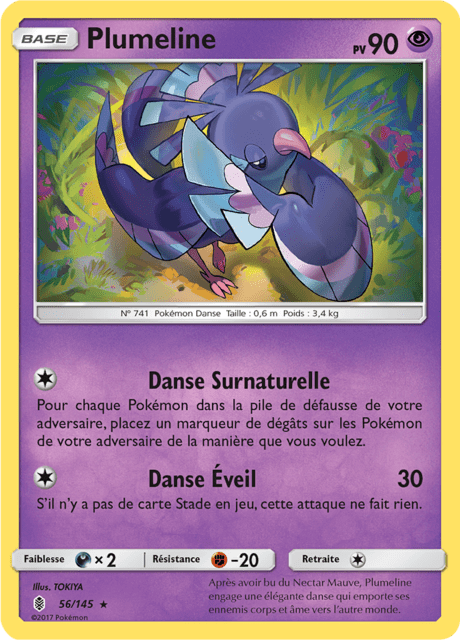 BASE Plumeline PV 90
N° 741 Pokémon Danse Taille : 0,6 m Poids : 3,4 kg
Danse Surnaturelle
Pour chaque Pokémon dans la pile de défausse de votre
adversaire, placez un marqueur de dégâts sur les Pokémon
de votre adversaire de la manière que vous voulez.
Danse Éveil 30
S'il n'y a pas de carte Stade en jeu, cette attaque ne fait rien.
Faiblesse × 2 Résistance -20 Retraite
Illus. TOKIYA
56/145 ★
©2017 Pokémon
Après avoir bu du Nectar Mauve, Plumeline
engage une élégante danse qui emporte ses
ennemis corps et âme vers l'autre monde.